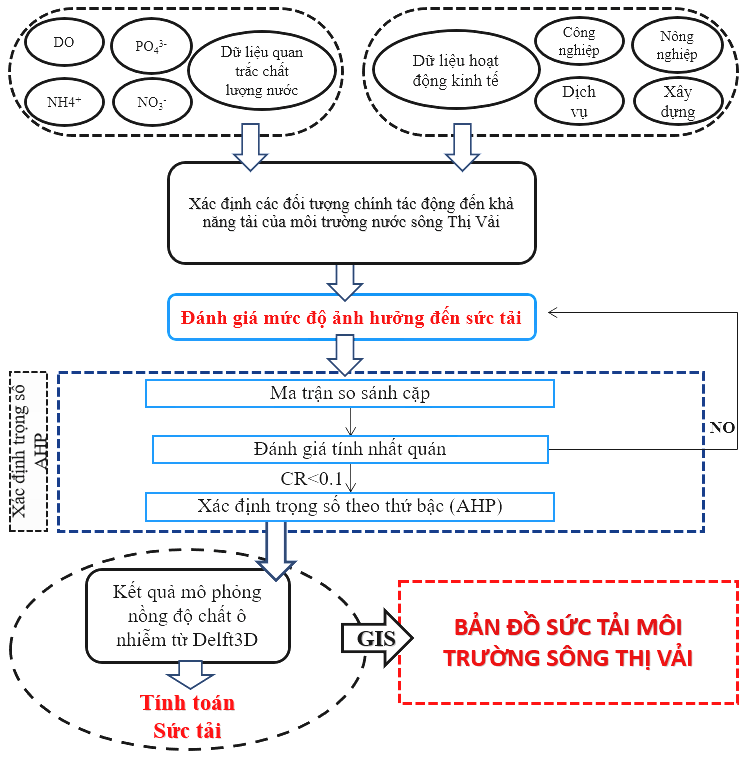 DO
PO₄³⁻
NH4⁺
NO₃⁻
Dữ liệu quan
trắc chất
lượng nước
Dữ liệu hoạt
động kinh tế
Công
nghiệp
Nông
nghiệp
Dịch
vụ
Xây
dựng
Xác định các đối tượng chính tác động đến khả
năng tải của môi trường nước sông Thị Vải
Đánh giá mức độ ảnh hưởng đến sức tải
Xác định trọng số
AHP
Ma trận so sánh cặp
Đánh giá tính nhất quán
NO
CR<0.1
Xác định trọng số theo thứ bậc (AHP)
Kết quả mô phỏng
nồng độ chất ô
nhiễm từ Delft3D
Tính toán
Sức tải
GIS
BẢN ĐỒ SỨC TẢI MÔI
TRƯỜNG SÔNG THỊ VẢI